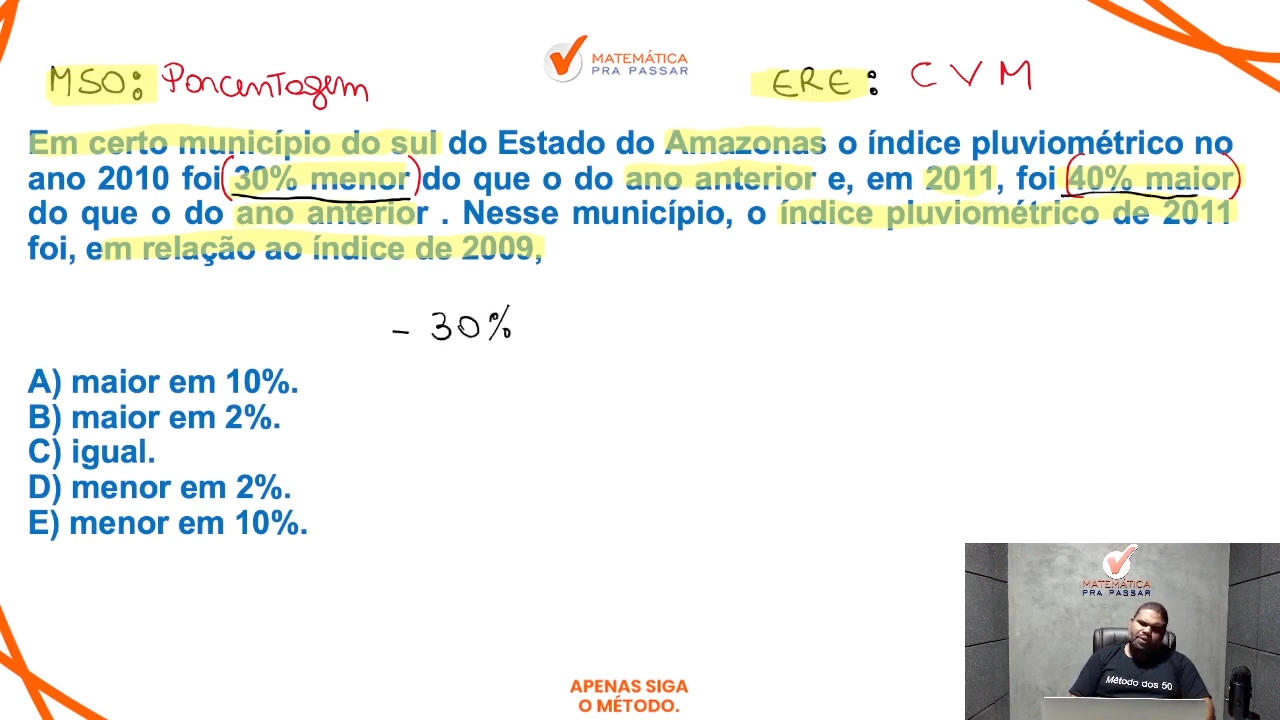 MATEMÁTICA
PRA PASSAR
MSO: Porcentagem
ERE: CVM
Em certo município do sul do Estado do Amazonas o índice pluviométrico no
ano 2010 foi (30% menor) do que o do ano anterior e, em 2011, foi (40% maior)
do que o do ano anterior . Nesse município, o índice pluviométrico de 2011
foi, em relação ao índice de 2009,
- 30%
A) maior em 10%.
B) maior em 2%.
C) igual.
D) menor em 2%.
E) menor em 10%.
MATEMÁTICA
PRA PASSAR
Método dos 50
APENAS SIGA
O MÉTODO.